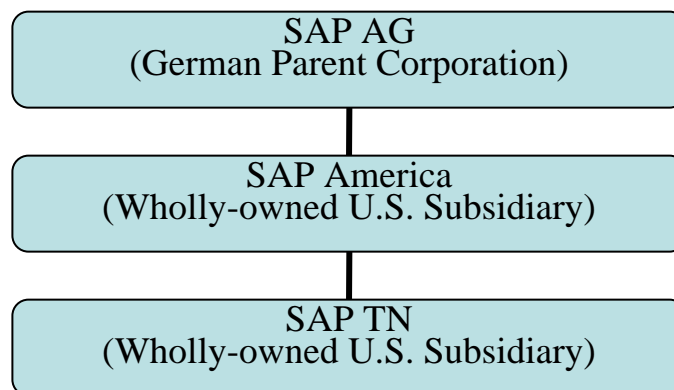 SAP AG
(German Parent Corporation)
SAP America
(Wholly-owned U.S. Subsidiary)
SAP TN
(Wholly-owned U.S. Subsidiary)